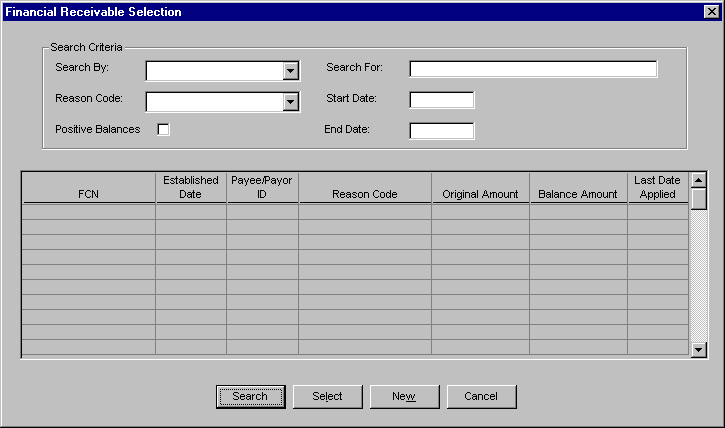 Financial Receivable Selection
Search Criteria
Search By: Search For:
Reason Code: Start Date:
Positive Balances End Date:
Established Payee/Payor Last Date
FCN Date ID Reason Code Original Amount Balance Amount Applied
Search Select New Cancel